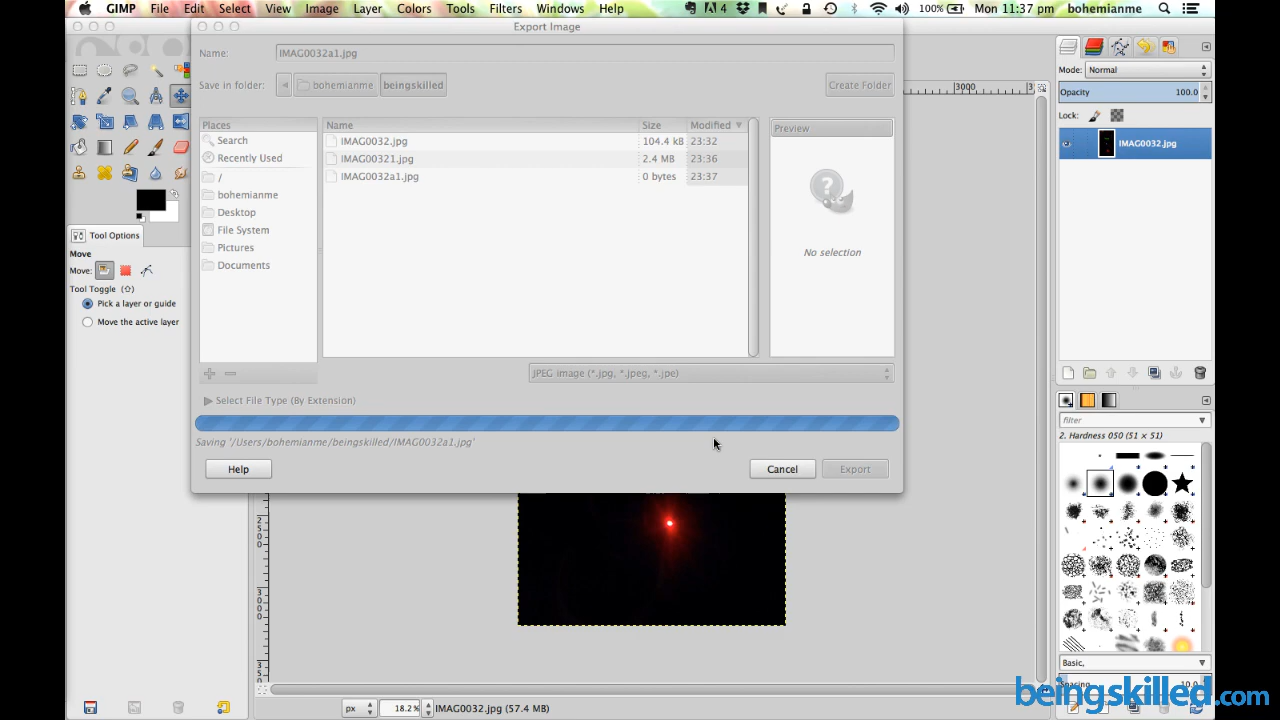 GIMP File Edit Select View Image Layer Colors Tools Filters Windows Help 4 100% Mon 11:37 pm bohemianme
Export Image
Name: IMAG0032a1.jpg
Save in folder: bohemianme beingskilled Create Folder
Places
Search
Recently Used
/
bohemianme
Desktop
File System
Pictures
Documents
Name Size Modified
IMAG0032.jpg 104.4 kB 23:32
IMAG00321.jpg 2.4 MB 23:36
IMAG0032a1.jpg 0 bytes 23:37
Preview
No selection
JPEG image (*.jpg, *.jpeg, *.jpe)
Select File Type (By Extension)
Saving '/Users/bohemianme/beingskilled/IMAG0032a1.jpg'
Help Cancel Export
Tool Options
Move
Move:
Tool Toggle (⇧)
Pick a layer or guide
Move the active layer
3000
2500
3000
px 18.2% IMAG0032.jpg (57.4 MB)
Mode: Normal
Opacity 100.0
Lock:
IMAG0032.jpg
filter
2. Hardness 050 (51 × 51)
Basic,
Spacing 10.0
beingskilled.com